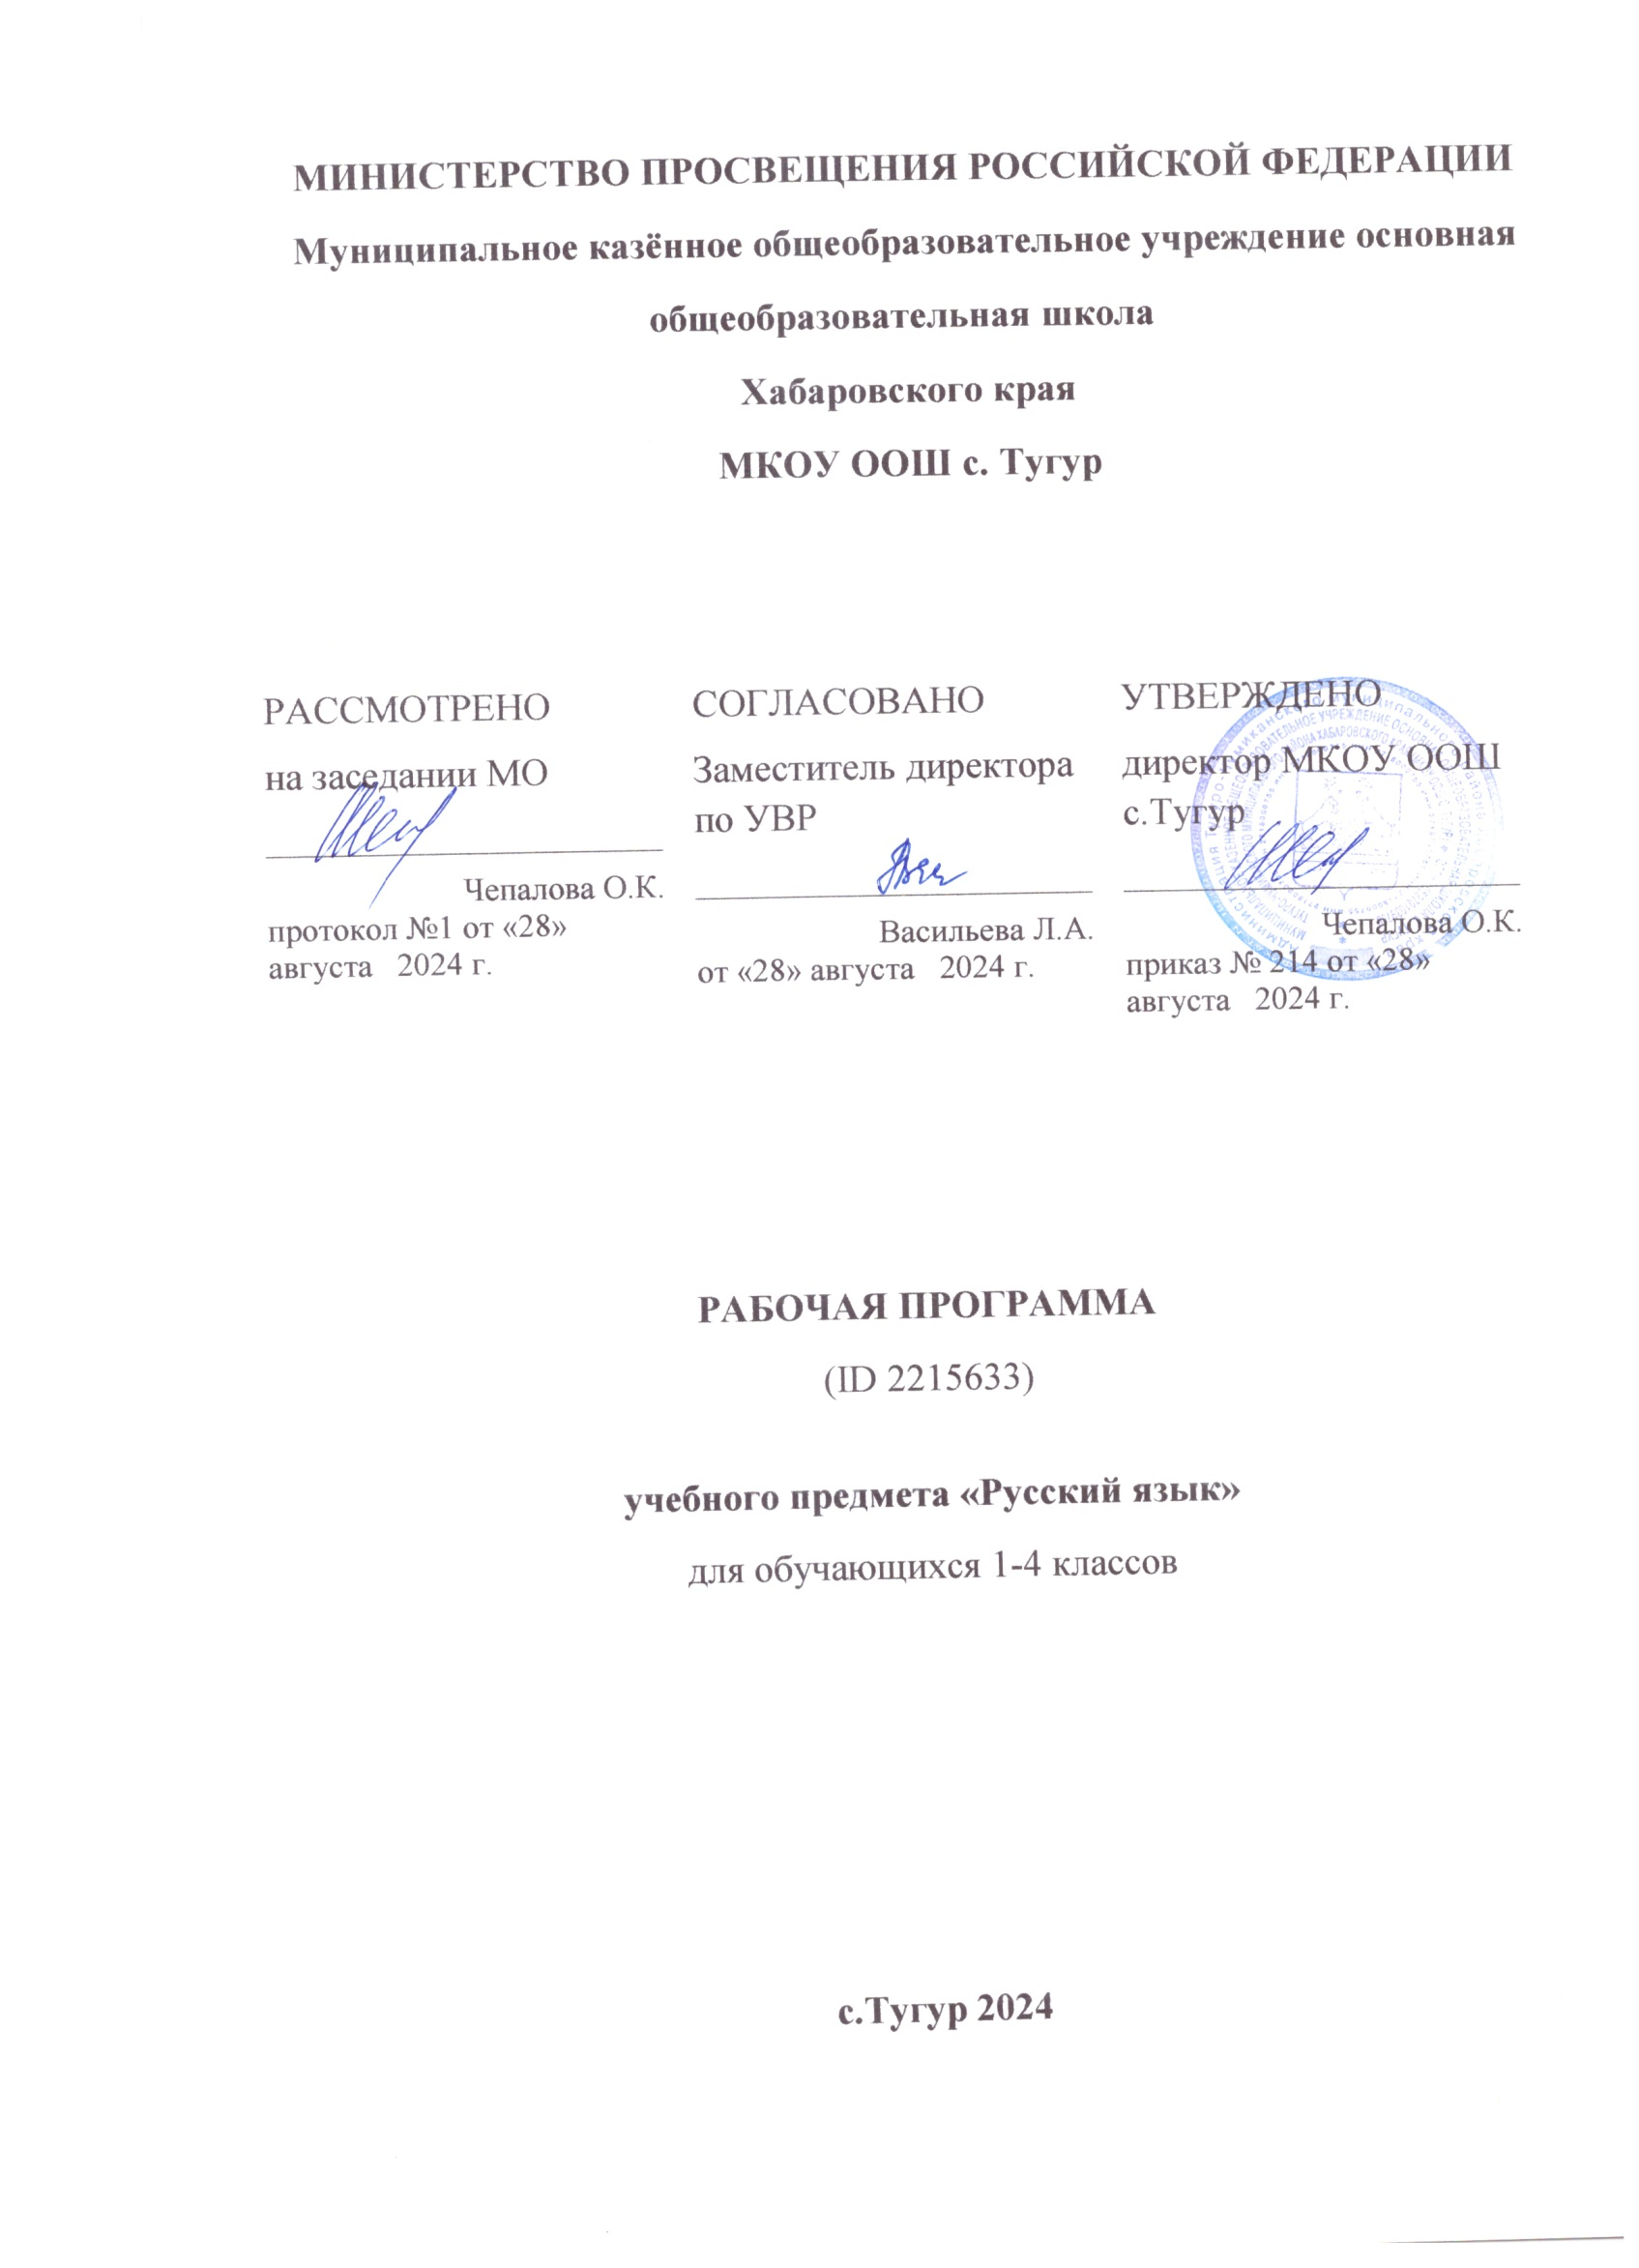 МИНИСТЕРСТВО ПРОСВЕЩЕНИЯ РОССИЙСКОЙ ФЕДЕРАЦИИ
Муниципальное казённое общеобразовательное учреждение основная
общеобразовательная школа
Хабаровского края
МКОУ ООШ с. Тугур
РАССМОТРЕНО
на заседании МО
Чепалова О.К.
протокол №1 от «28»
августа 2024 г.
СОГЛАСОВАНО
Заместитель директора
по УВР
Васильева Л.А.
от «28» августа 2024 г.
УТВЕРЖДЕНО
директор МКОУ ООШ
с.Тугур
Чепалова О.К.
приказ № 214 от «28»
августа 2024 г.
РАБОЧАЯ ПРОГРАММА
(ID 2215633)
учебного предмета «Русский язык»
для обучающихся 1-4 классов
с.Тугур 2024